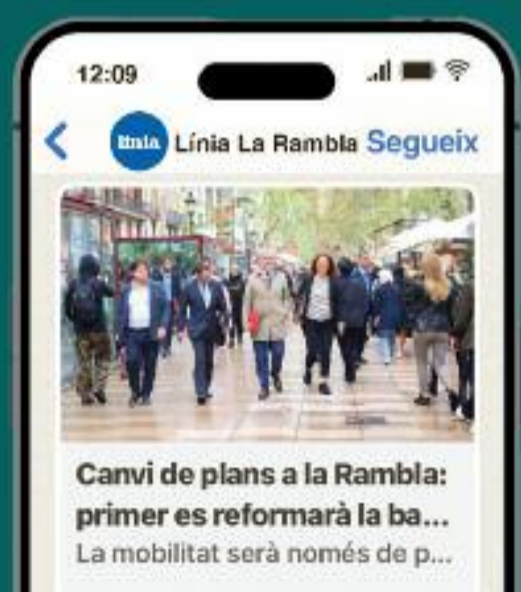 12:09
línia Línia La Rambla Segueix
Canvi de plans a la Rambla:
primer es reformarà la ba...
La mobilitat serà només de p...